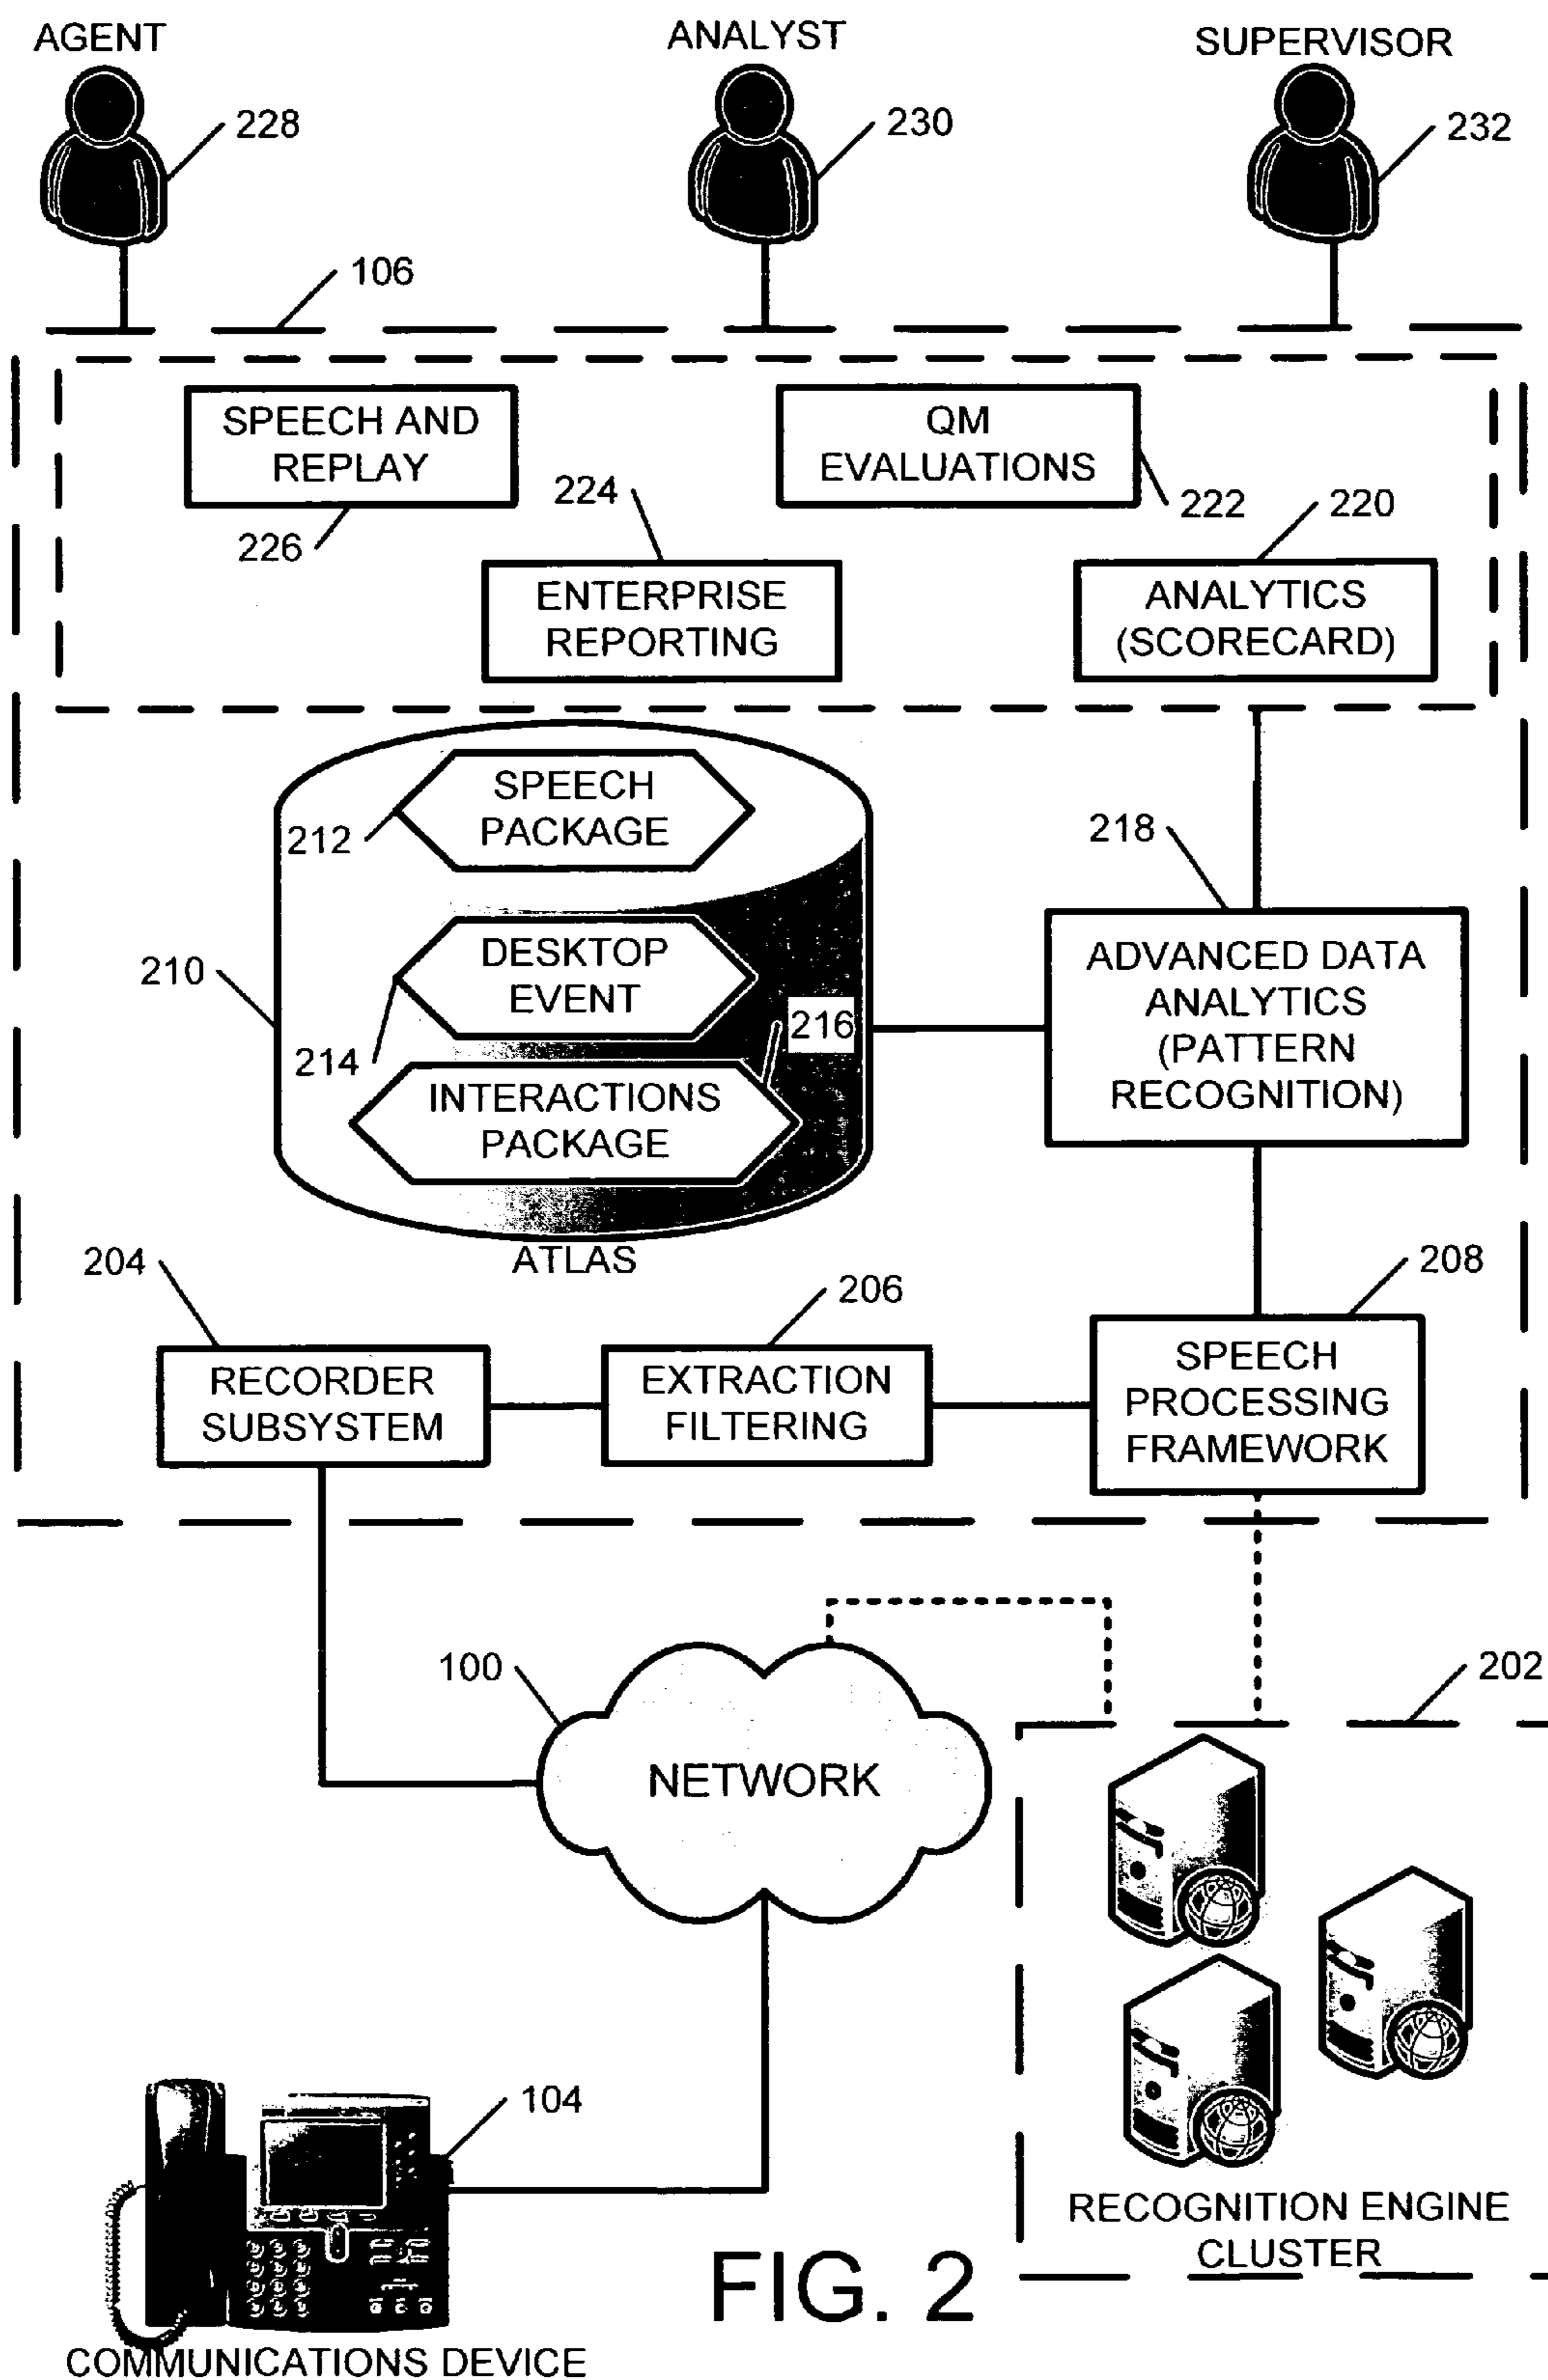 AGENT
ANALYST
SUPERVISOR
228
230
232
106
SPEECH AND
REPLAY
226
QM
EVALUATIONS
222
224
ENTERPRISE
REPORTING
220
ANALYTICS
(SCORECARD)
SPEECH
PACKAGE
212
DESKTOP
EVENT
210
214
216
INTERACTIONS
PACKAGE
ATLAS
218
ADVANCED DATA
ANALYTICS
(PATTERN
RECOGNITION)
204
RECORDER
SUBSYSTEM
206
EXTRACTION
FILTERING
208
SPEECH
PROCESSING
FRAMEWORK
100
NETWORK
202
RECOGNITION ENGINE
CLUSTER
104
COMMUNICATIONS DEVICE
FIG. 2